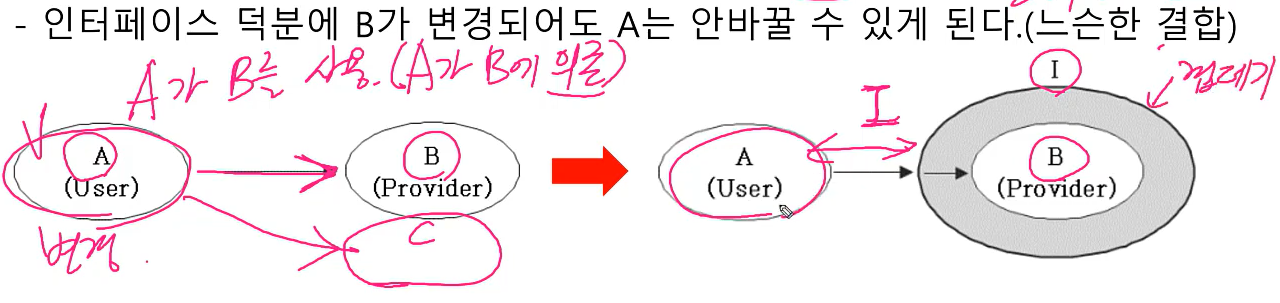 - 인터페이스 덕분에 B가 변경되어도 A는 안바꿀 수 있게 된다.(느슨한 결합)
A가 B를 사용.(A가 B에 의존)
I
껍데기
I
A
(User)
B
(Provider)
A
(User)
B
(Provider)
변경.
C